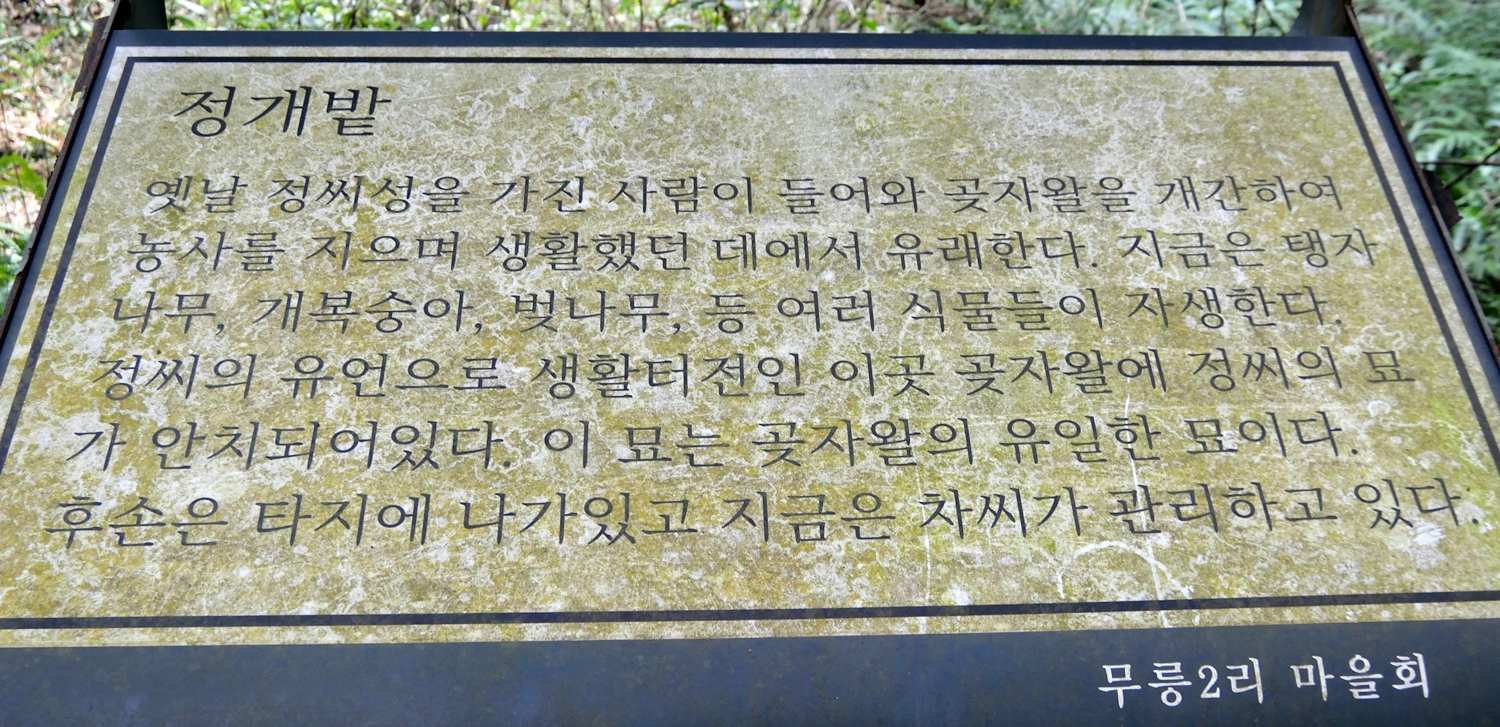 정개밭
옛날 정씨성을 가진 사람이 들어와 곶자왈을 개간하여
농사를 지으며 생활했던 데에서 유래한다. 지금은 탱자
나무, 개복숭아, 벚나무, 등 여러 식물들이 자생한다.
정씨의 유언으로 생활터전인 이곳 곶자왈에 정씨의 묘
가 안치되어있다. 이 묘는 곶자왈의 유일한 묘이다.
후손은 타지에 나가있고 지금은 차씨가 관리하고 있다.
무릉2리 마을회